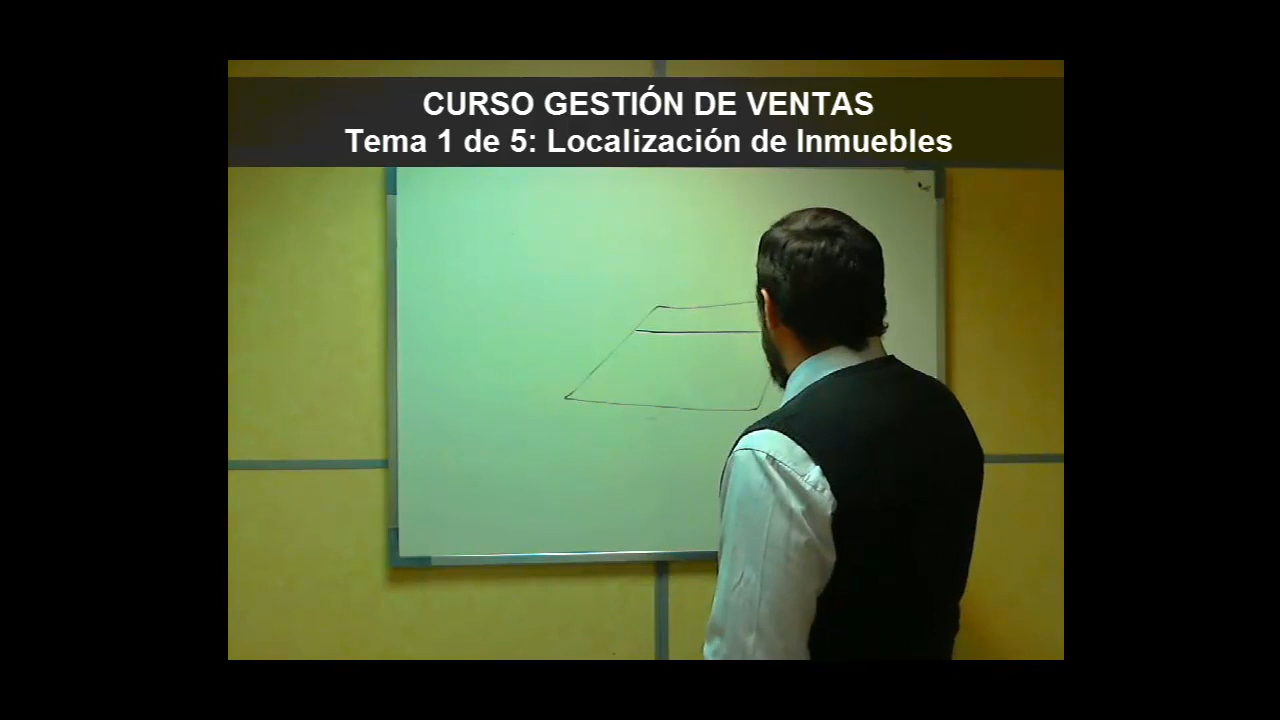 CURSO GESTIÓN DE VENTAS
Tema 1 de 5: Localización de Inmuebles